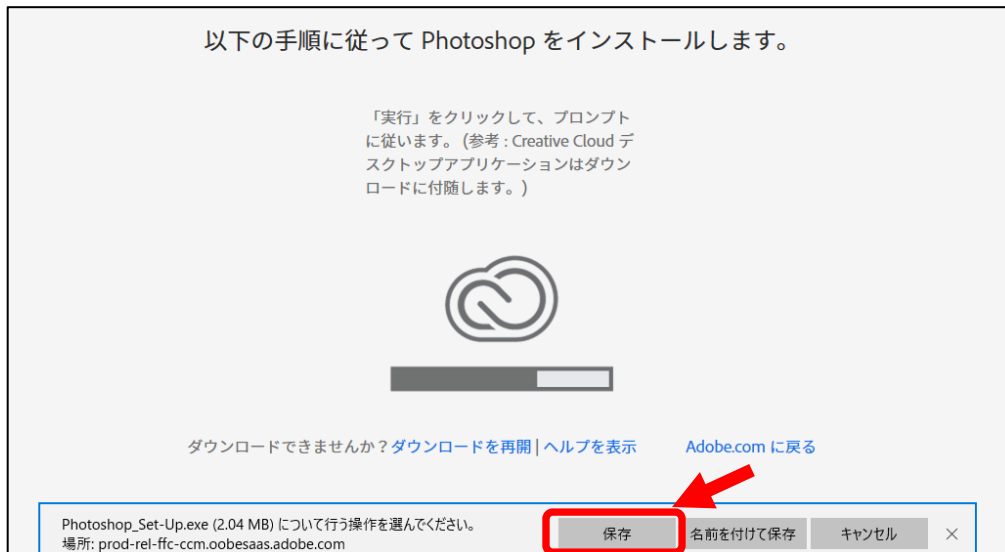 以下の手順に従って Photoshop をインストールします。
「実行」をクリックして、プロンプト
に従います。 (参考 : Creative Cloud デ
スクトップアプリケーションはダウン
ロードに付随します。)
ダウンロードできませんか？ダウンロードを再開 | ヘルプを表示 Adobe.com に戻る
Photoshop_Set-Up.exe (2.04 MB) について行う操作を選んでください。
場所: prod-rel-ffc-ccm.oobesaas.adobe.com
保存 名前を付けて保存 キャンセル ×